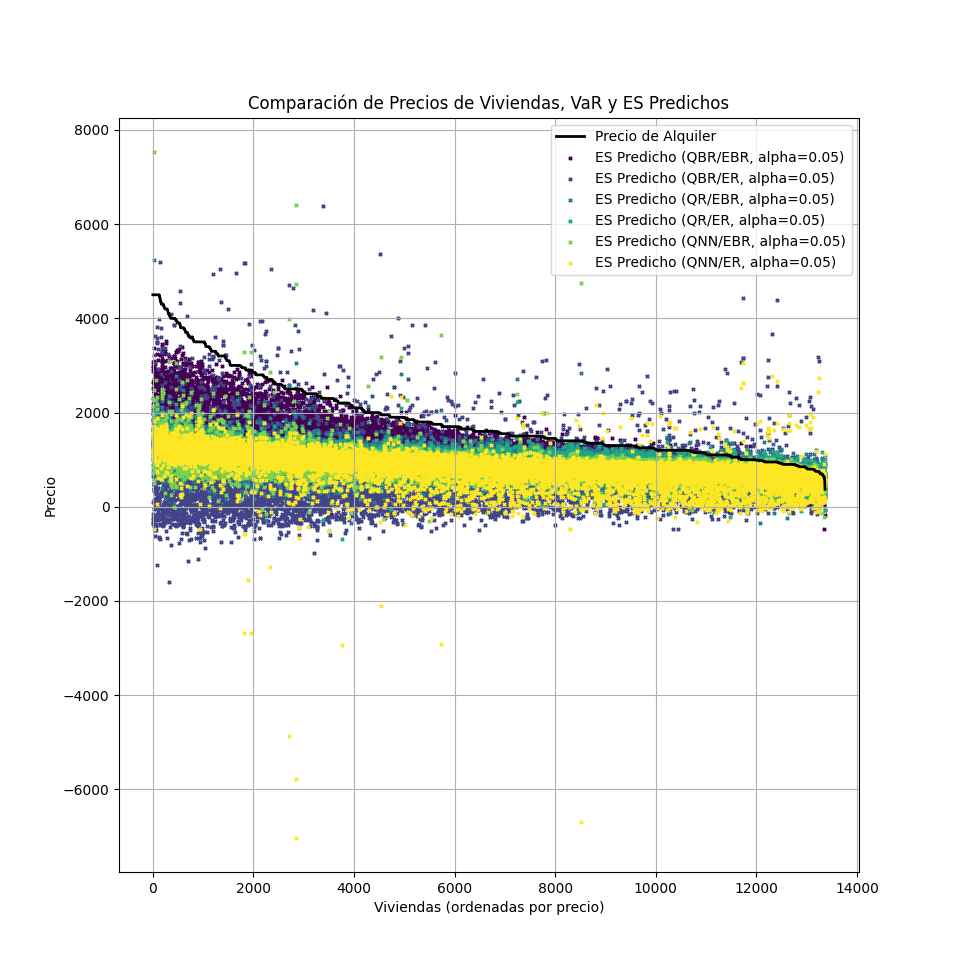 Comparación de Precios de Viviendas, VaR y ES Predichos
Precio de Alquiler
ES Predicho (QBR/EBR, alpha=0.05)
ES Predicho (QBR/ER, alpha=0.05)
ES Predicho (QR/EBR, alpha=0.05)
ES Predicho (QR/ER, alpha=0.05)
ES Predicho (QNN/EBR, alpha=0.05)
ES Predicho (QNN/ER, alpha=0.05)
Precio
8000
6000
4000
2000
0
−2000
−4000
−6000
0 2000 4000 6000 8000 10000 12000 14000
Viviendas (ordenadas por precio)